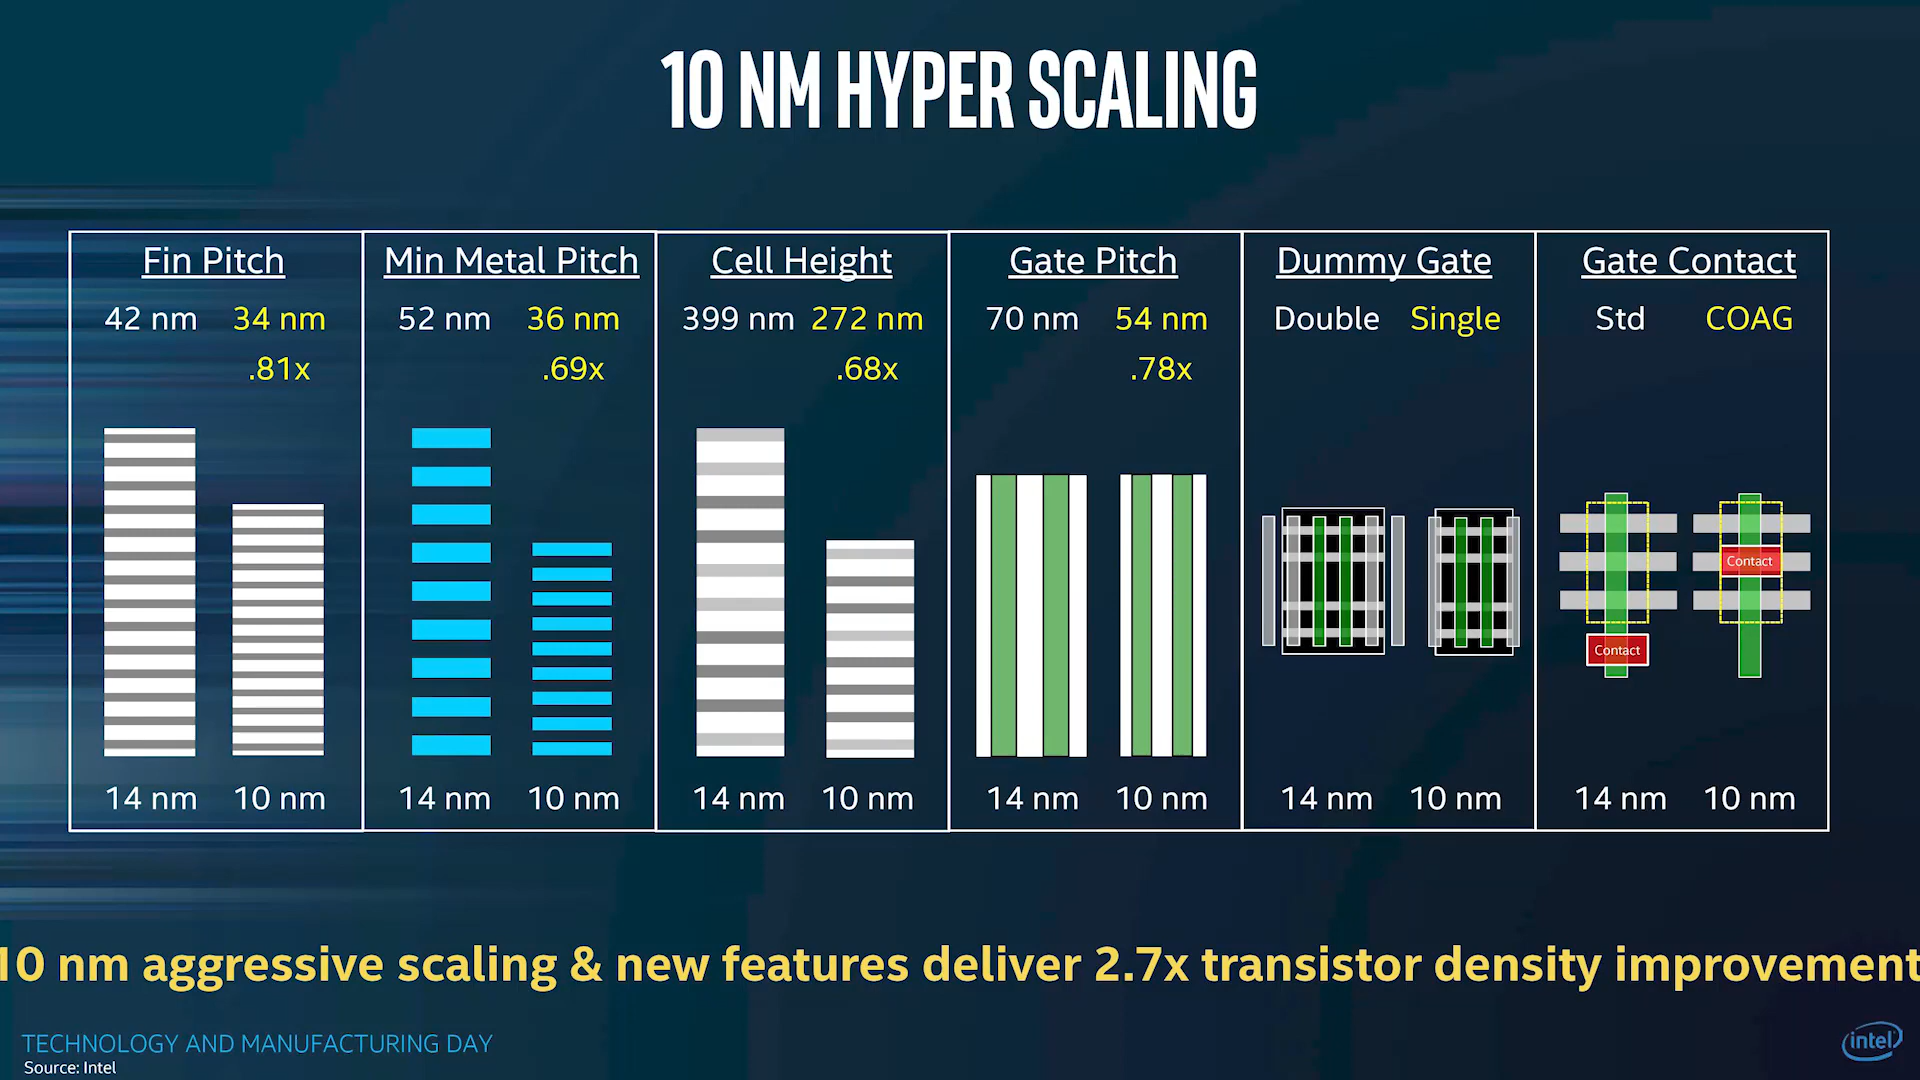 10 NM HYPER SCALING
Fin Pitch
42 nm 34 nm
.81x
14 nm 10 nm
Min Metal Pitch
52 nm 36 nm
.69x
14 nm 10 nm
Cell Height
399 nm 272 nm
.68x
14 nm 10 nm
Gate Pitch
70 nm 54 nm
.78x
14 nm 10 nm
Dummy Gate
Double Single
14 nm 10 nm
Gate Contact
Std COAG
Contact
Contact
14 nm 10 nm
10 nm aggressive scaling & new features deliver 2.7x transistor density improvement
TECHNOLOGY AND MANUFACTURING DAY
Source: Intel
intel